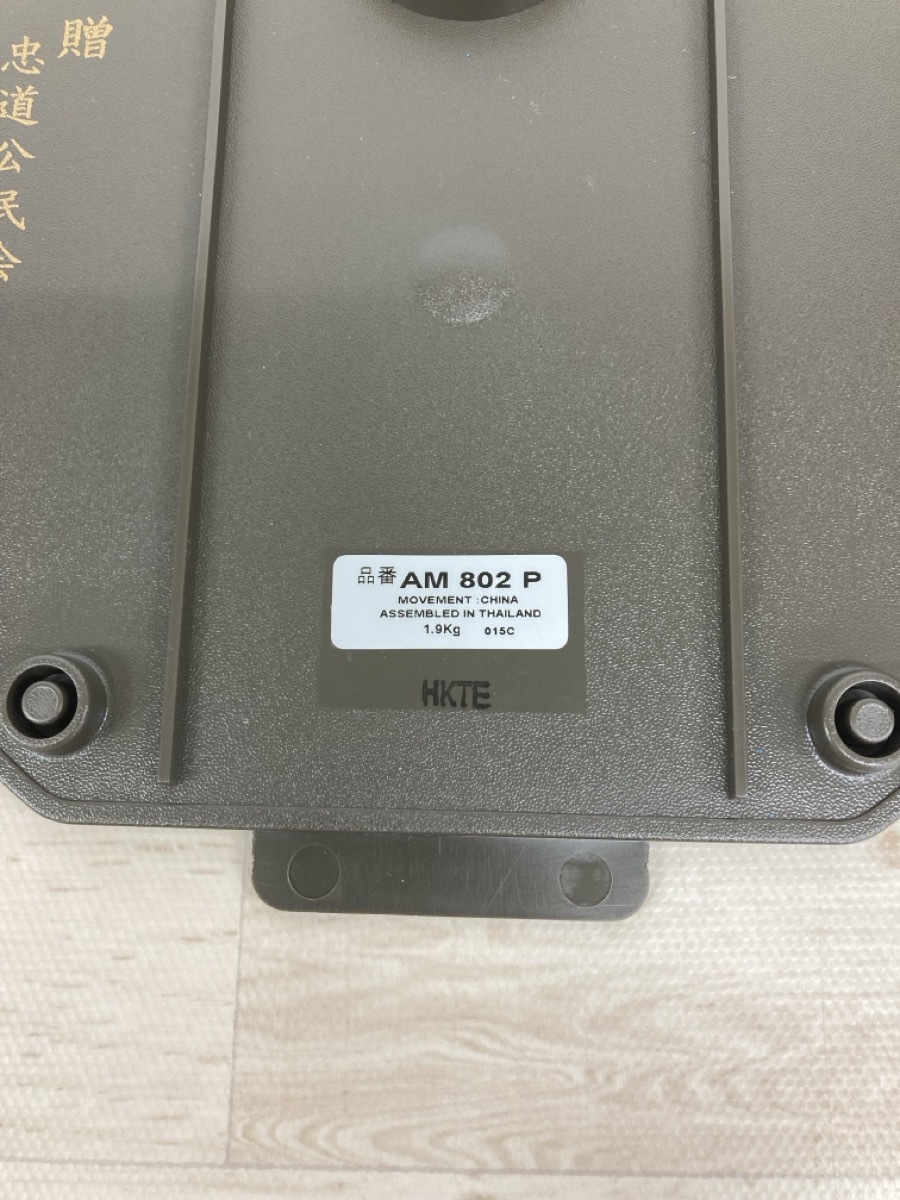 贈
忠道公民会
品番 AM 802 P
MOVEMENT :CHINA
ASSEMBLED IN THAILAND
1.9Kg 015C
HKTE